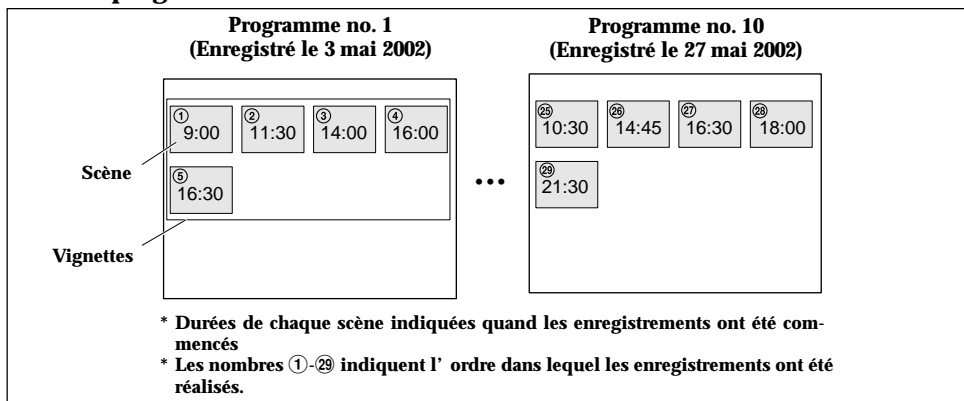 Programme no. 1
(Enregistré le 3 mai 2002)
Programme no. 10
(Enregistré le 27 mai 2002)
① 9:00 ② 11:30 ③ 14:00 ④ 16:00
⑤ 16:30
㉕ 10:30 ㉖ 14:45 ㉗ 16:30 ㉘ 18:00
㉙ 21:30
Scène
...
Vignettes
* Durées de chaque scène indiquées quand les enregistrements ont été com-
mencés
* Les nombres ①-㉙ indiquent l' ordre dans lequel les enregistrements ont été
réalisés.